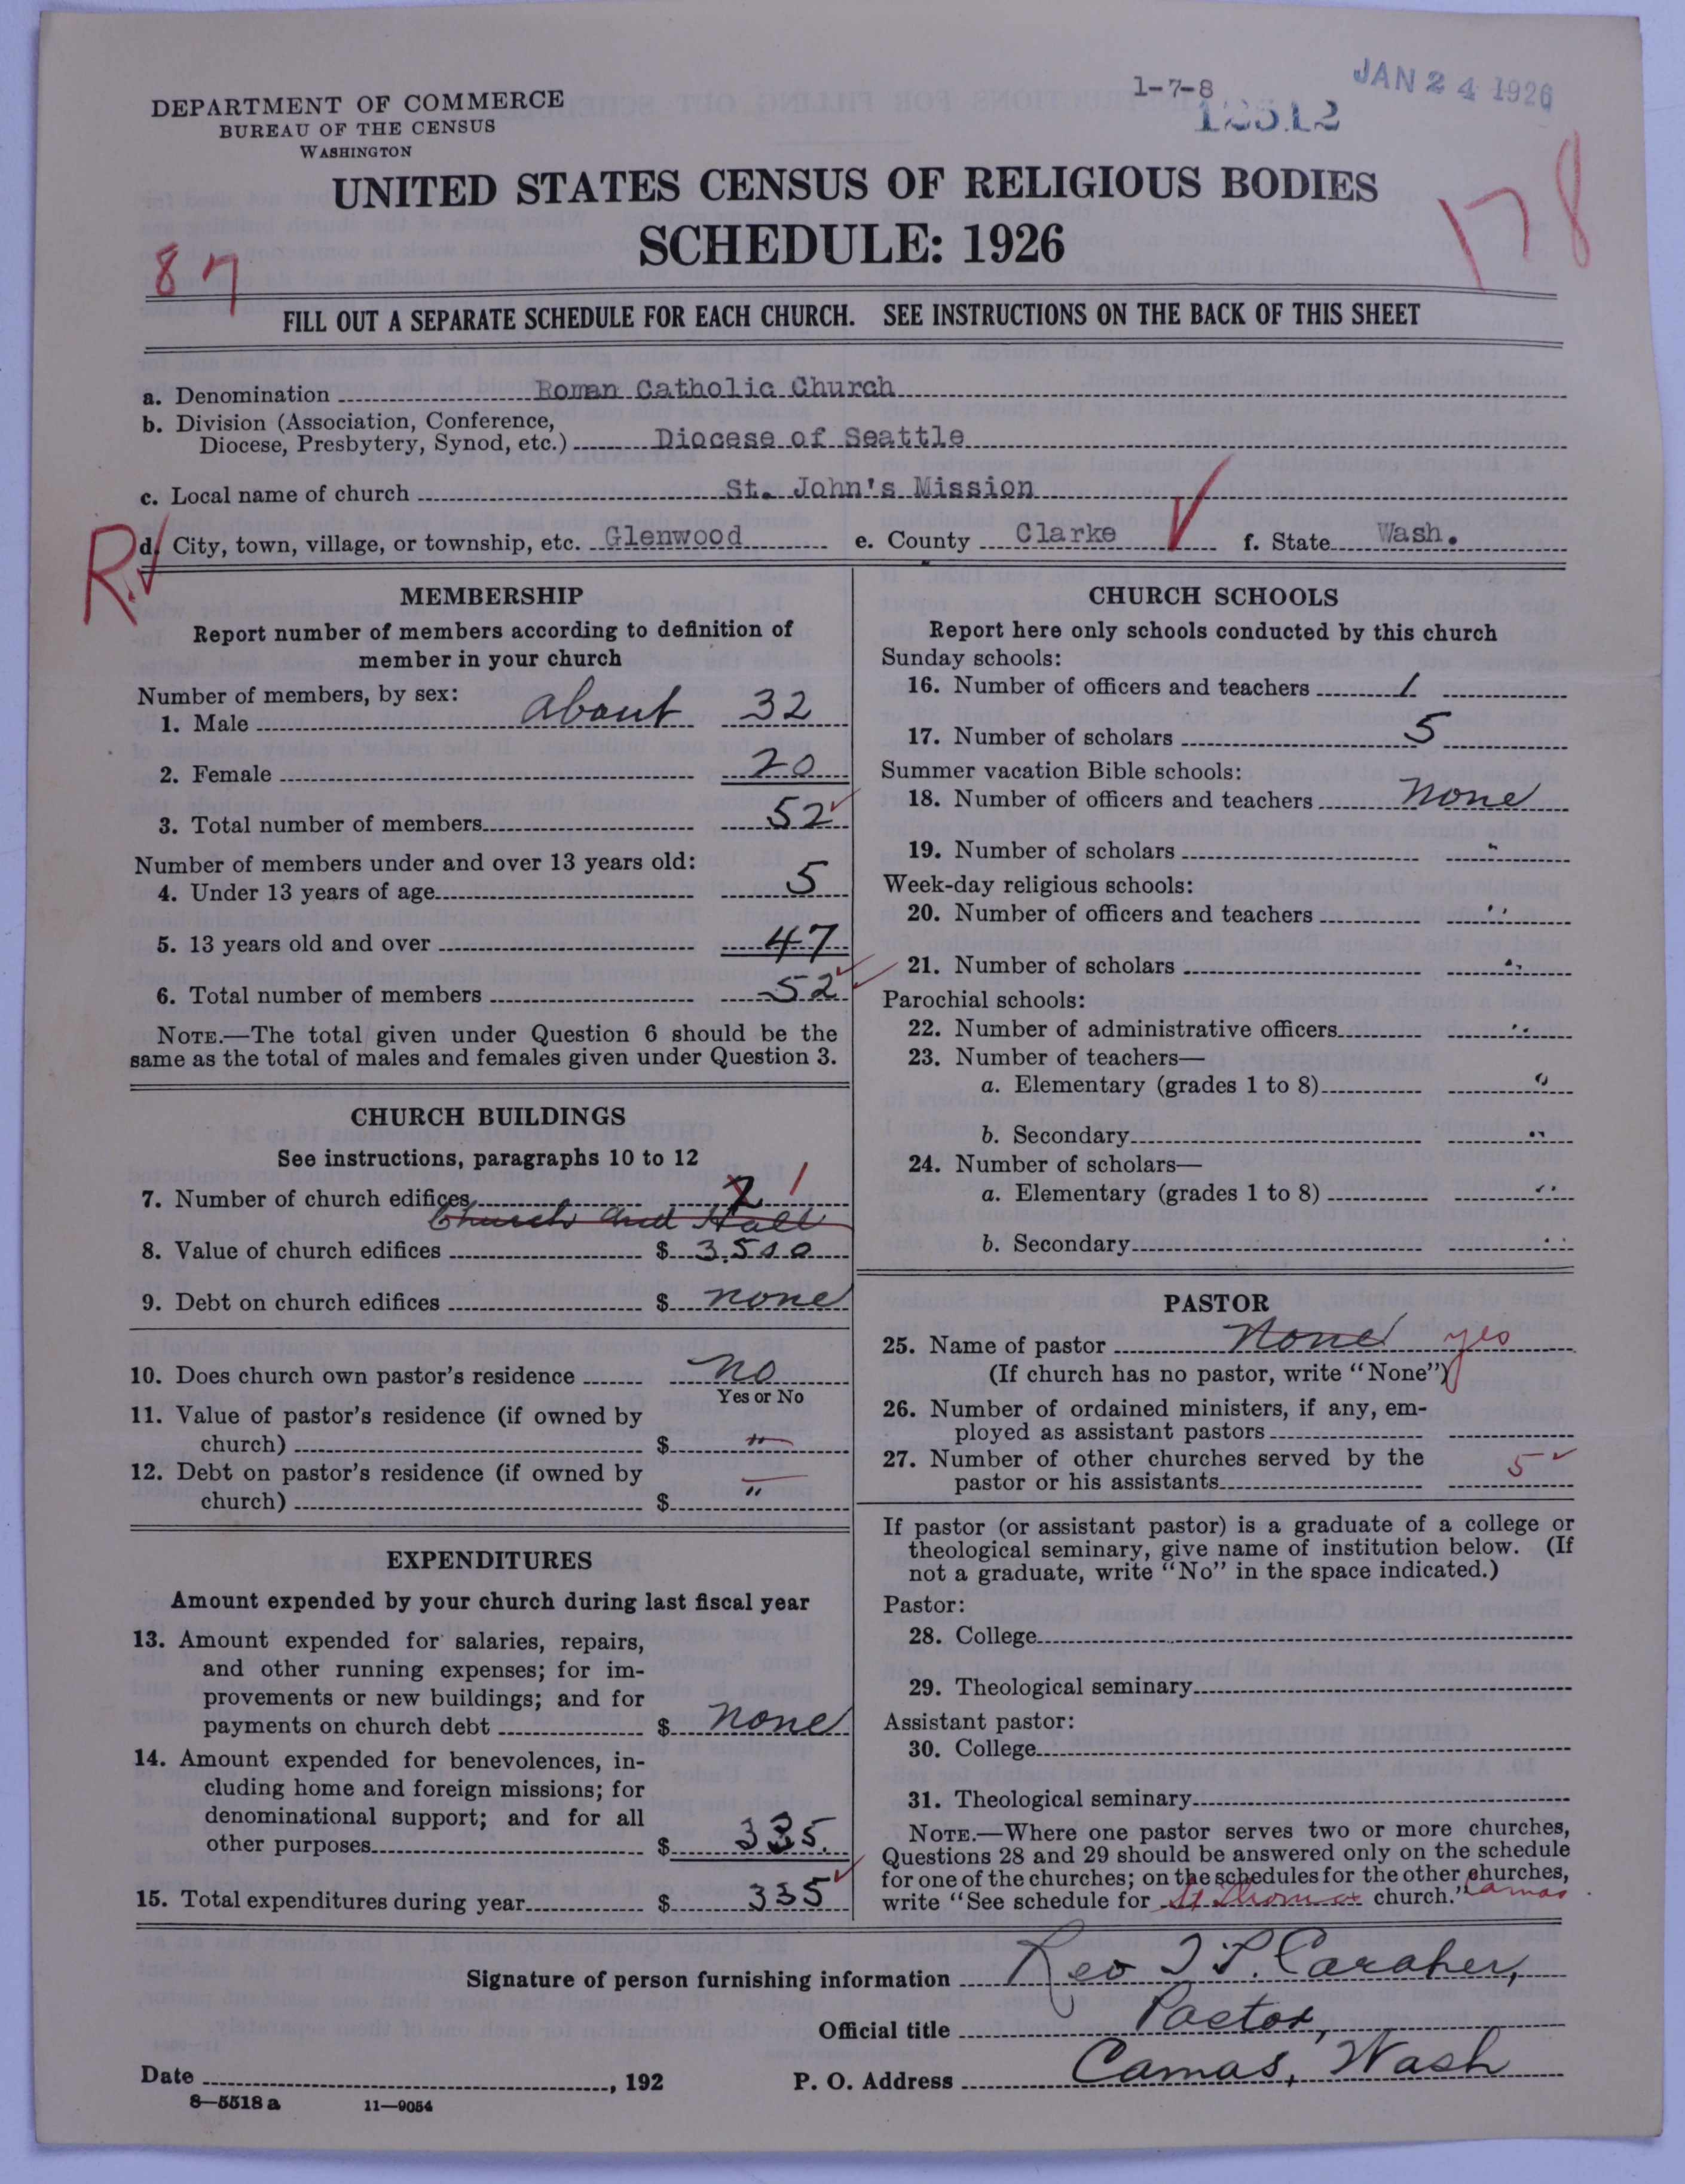 1-7-8
JAN 24 1926
DEPARTMENT OF COMMERCE
BUREAU OF THE CENSUS
WASHINGTON
UNITED STATES CENSUS OF RELIGIOUS BODIES
SCHEDULE: 1926
178
87
FILL OUT A SEPARATE SCHEDULE FOR EACH CHURCH. SEE INSTRUCTIONS ON THE BACK OF THIS SHEET
a. Denomination Roman Catholic Church
b. Division (Association, Conference,
Diocese, Presbytery, Synod, etc.) Diocese of Seattle
c. Local name of church St. John's Mission
R.
d. City, town, village, or township, etc. Glenwood e. County Clarke f. State Wash.
MEMBERSHIP
Report number of members according to definition of
member in your church
Number of members, by sex:
1. Male about 32
2. Female 20
3. Total number of members 52
Number of members under and over 13 years old:
4. Under 13 years of age 5
5. 13 years old and over 47
6. Total number of members 52
NOTE.—The total given under Question 6 should be the
same as the total of males and females given under Question 3.
CHURCH BUILDINGS
See instructions, paragraphs 10 to 12
7. Number of church edifices 2 1
Church and Hall
8. Value of church edifices $ 3500
9. Debt on church edifices $ none
10. Does church own pastor's residence no
Yes or No
11. Value of pastor's residence (if owned by
church) $ "
12. Debt on pastor's residence (if owned by
church) $ "
EXPENDITURES
Amount expended by your church during last fiscal year
13. Amount expended for salaries, repairs,
and other running expenses; for im-
provements or new buildings; and for
payments on church debt $ none
14. Amount expended for benevolences, in-
cluding home and foreign missions; for
denominational support; and for all
other purposes $ 335.
15. Total expenditures during year $ 335
CHURCH SCHOOLS
Report here only schools conducted by this church
Sunday schools:
16. Number of officers and teachers 1
17. Number of scholars 5
Summer vacation Bible schools:
18. Number of officers and teachers none
19. Number of scholars "
Week-day religious schools:
20. Number of officers and teachers "
21. Number of scholars "
Parochial schools:
22. Number of administrative officers "
23. Number of teachers—
a. Elementary (grades 1 to 8) "
b. Secondary "
24. Number of scholars—
a. Elementary (grades 1 to 8) "
b. Secondary "
PASTOR
25. Name of pastor None yes
(If church has no pastor, write "None")
26. Number of ordained ministers, if any, em-
ployed as assistant pastors
27. Number of other churches served by the
pastor or his assistants 5
If pastor (or assistant pastor) is a graduate of a college or
theological seminary, give name of institution below. (If
not a graduate, write "No" in the space indicated.)
Pastor:
28. College
29. Theological seminary
Assistant pastor:
30. College
31. Theological seminary
NOTE.—Where one pastor serves two or more churches,
Questions 28 and 29 should be answered only on the schedule
for one of the churches; on the schedules for the other churches,
write "See schedule for St Thomas church." Camas
Signature of person furnishing information Rev T. P. Caraher,
Official title Pastor,
Date , 192
P. O. Address Camas, Wash
8—5518 a 11—9054